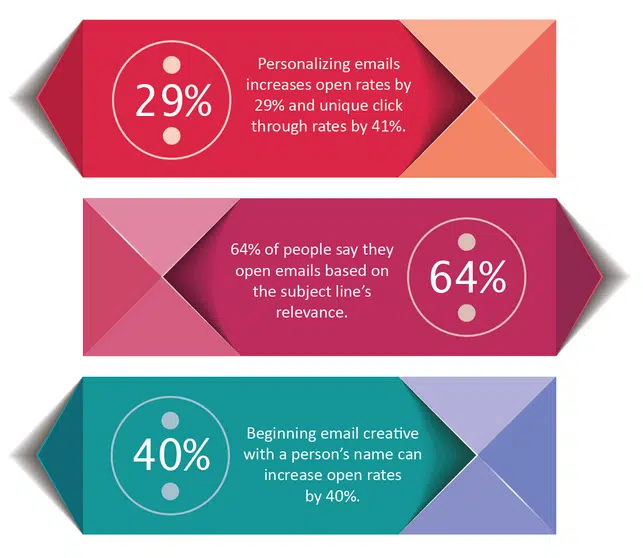 29%
Personalizing emails
increases open rates by
29% and unique click
through rates by 41%.
64% of people say they
open emails based on
the subject line's
relevance.
64%
40%
Beginning email creative
with a person's name can
increase open rates
by 40%.